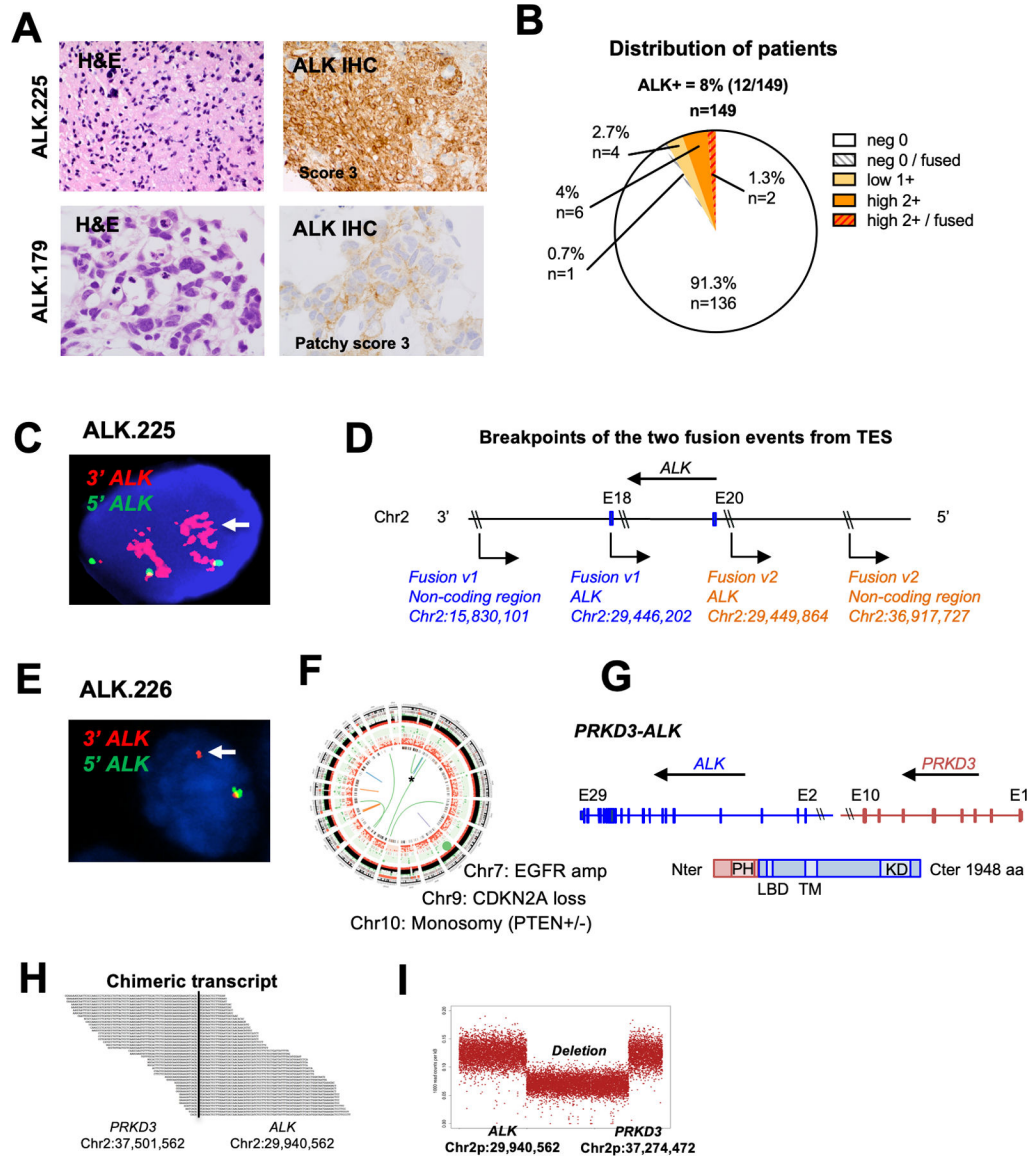 A
ALK.225
H&E
ALK IHC
Score 3
ALK.179
H&E
ALK IHC
Patchy score 3
B
Distribution of patients
ALK+ = 8% (12/149)
n=149
2.7%
n=4
4%
n=6
0.7%
n=1
1.3%
n=2
91.3%
n=136
neg 0
neg 0 / fused
low 1+
high 2+
high 2+ / fused
C
ALK.225
3’ ALK
5’ ALK
D
Breakpoints of the two fusion events from TES
ALK
E18
E20
Chr2
3’
5’
Fusion v1
Non-coding region
Chr2:15,830,101
Fusion v1
ALK
Chr2:29,446,202
Fusion v2
ALK
Chr2:29,449,864
Fusion v2
Non-coding region
Chr2:36,917,727
E
ALK.226
3’ ALK
5’ ALK
F
*
Chr7: EGFR amp
Chr9: CDKN2A loss
Chr10: Monosomy (PTEN+/-)
G
PRKD3-ALK
ALK
PRKD3
E29
E2
E10
E1
Nter
PH
KD
Cter 1948 aa
LBD
TM
H
Chimeric transcript
PRKD3
Chr2:37,501,562
ALK
Chr2:29,940,562
I
Deletion
ALK
Chr2p:29,940,562
PRKD3
Chr2p:37,274,472